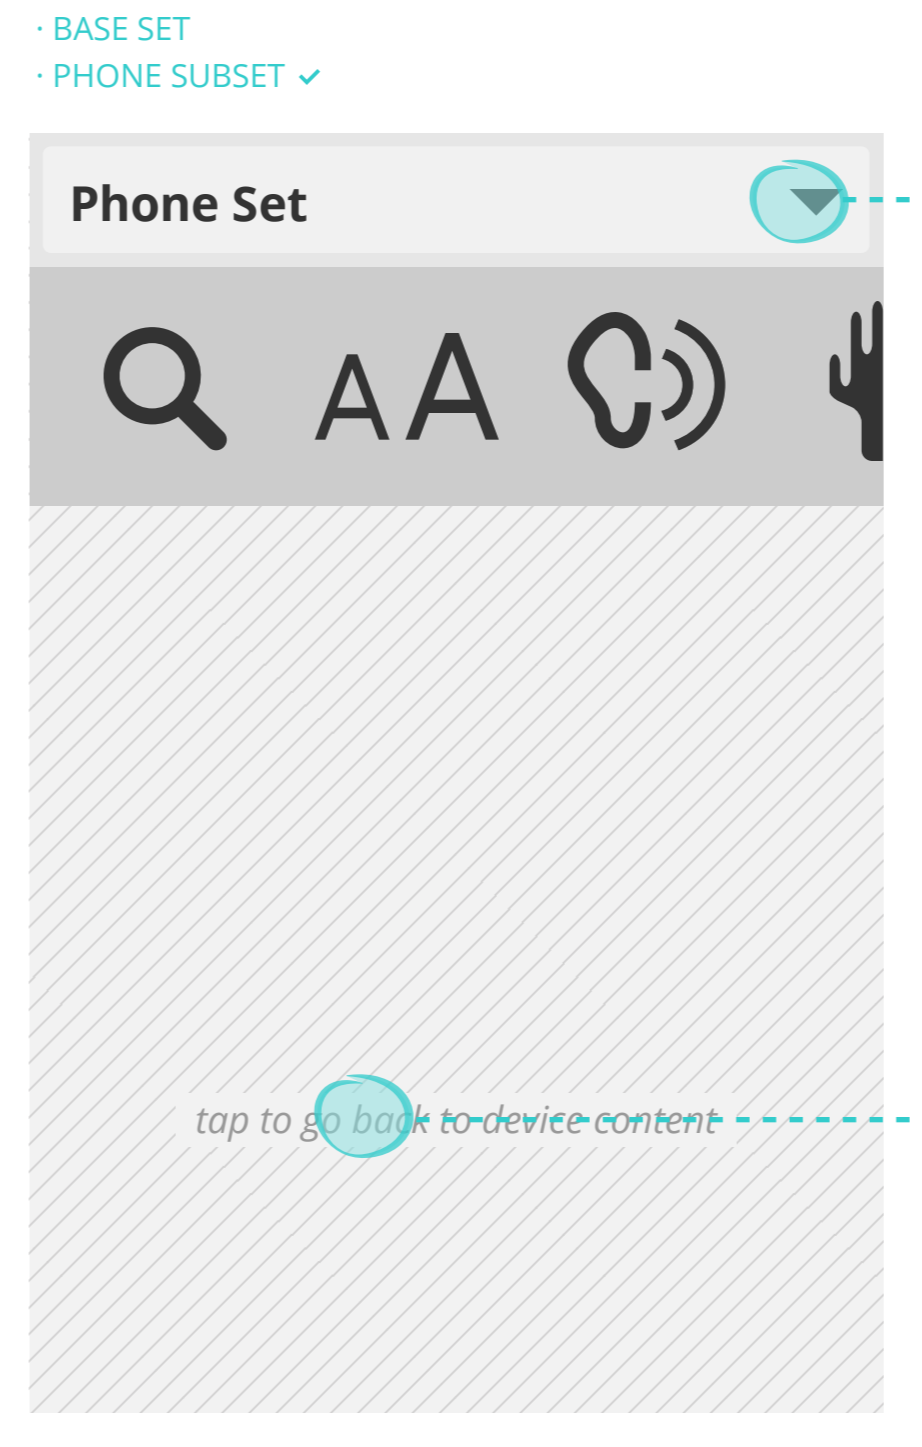 · BASE SET
· PHONE SUBSET ✓
Phone Set
AA
tap to go back to device content